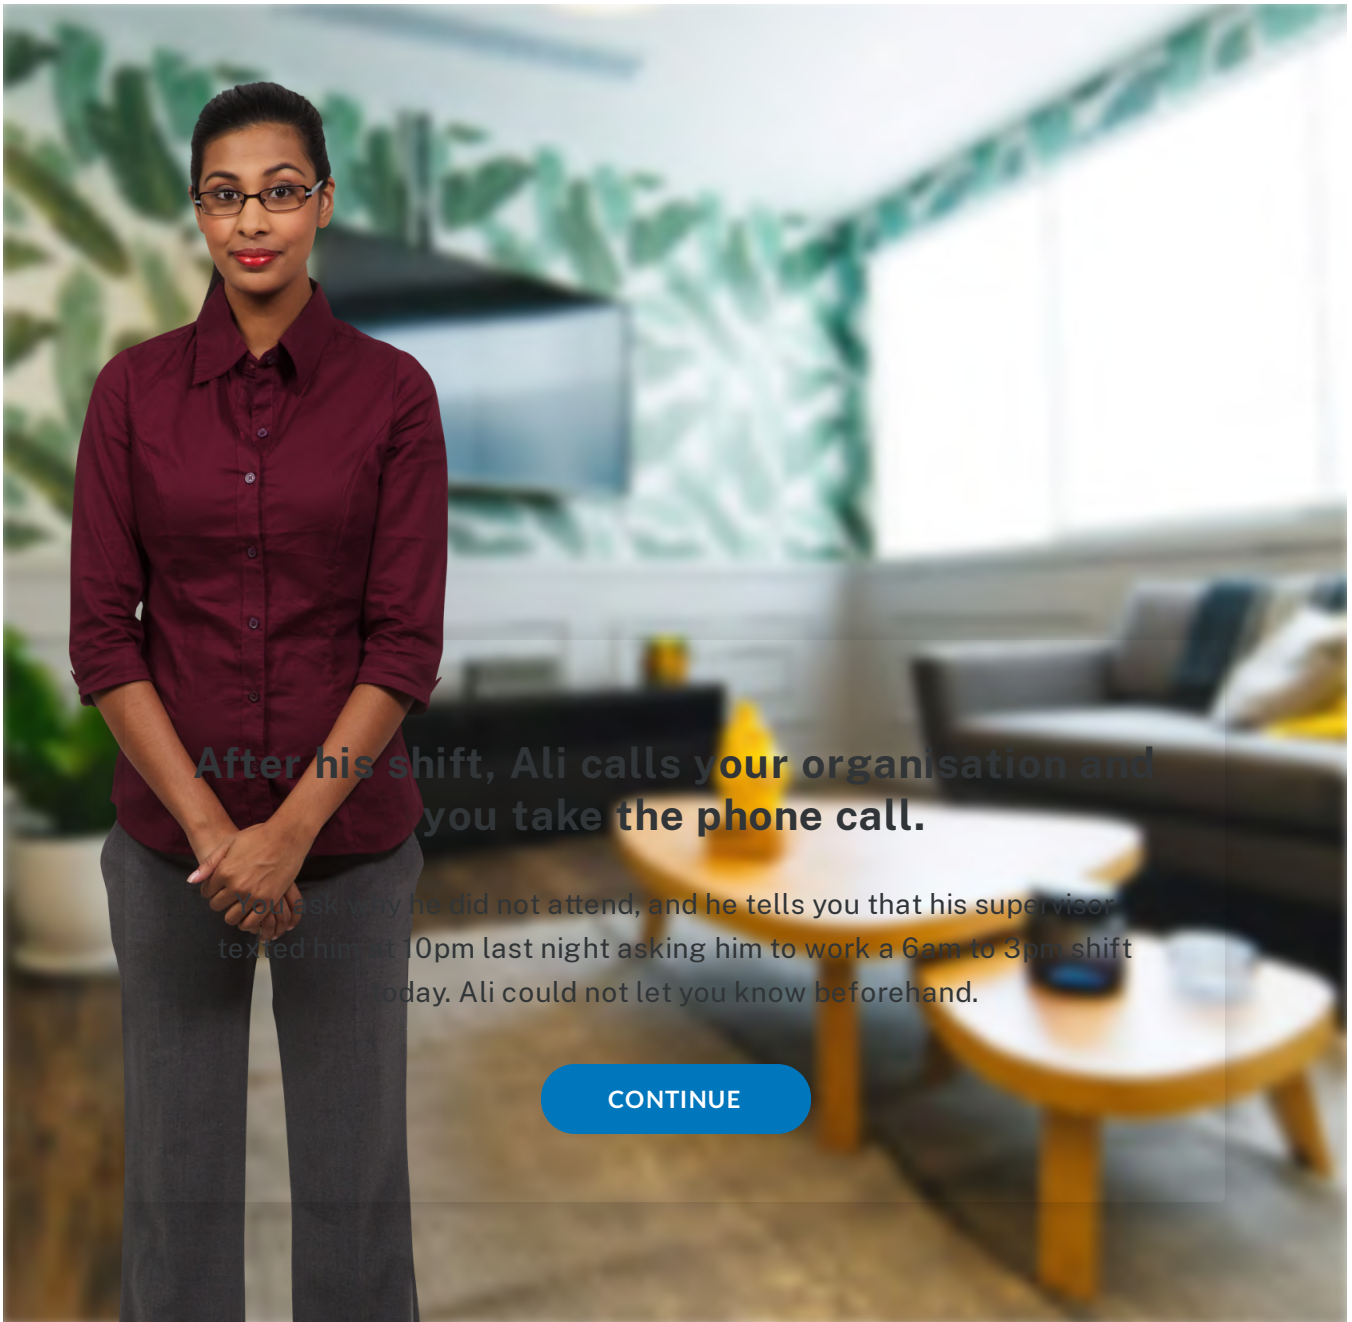 After his shift, Ali calls your organisation and
you take the phone call.
You ask why he did not attend, and he tells you that his supervisor
texted him at 10pm last night asking him to work a 6am to 3pm shift
today. Ali could not let you know beforehand.
CONTINUE